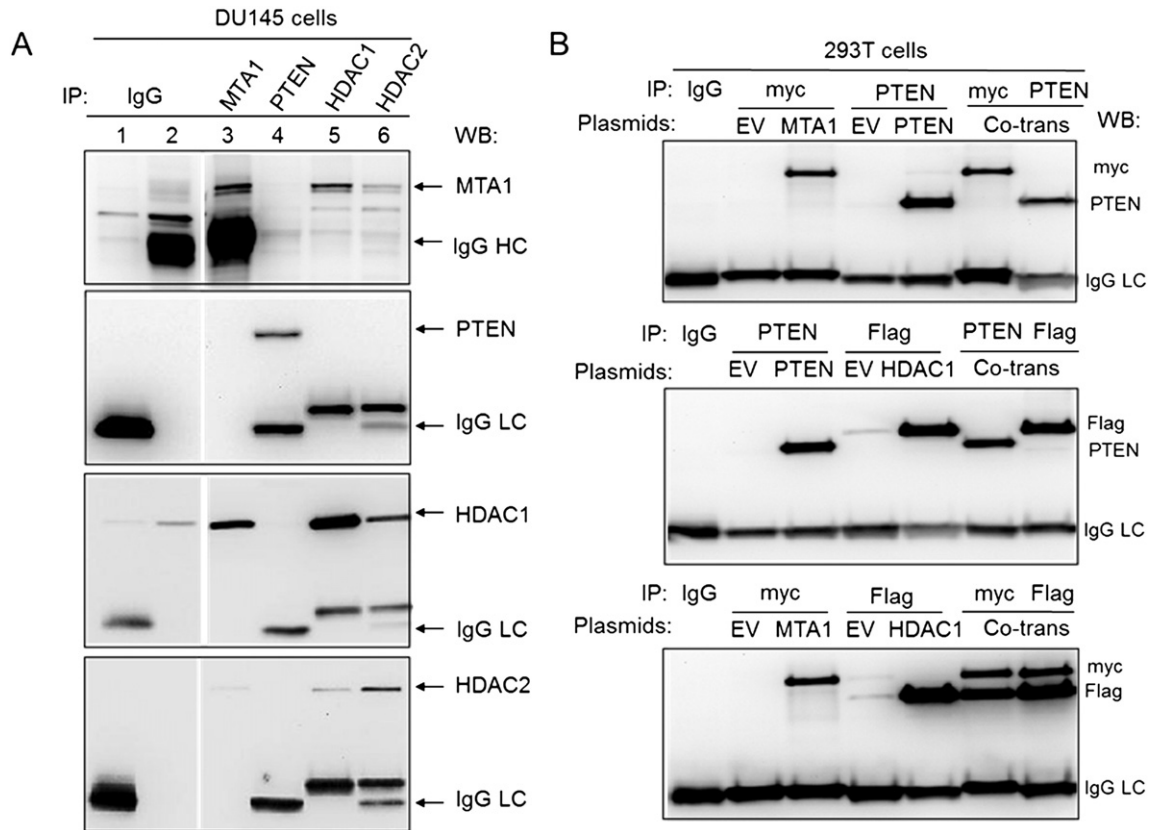 A
DU145 cells
IP: IgG MTA1 PTEN HDAC1 HDAC2
1 2 3 4 5 6 WB:
MTA1
IgG HC
PTEN
IgG LC
HDAC1
IgG LC
HDAC2
IgG LC
B
293T cells
IP: IgG myc PTEN myc PTEN
Plasmids: EV MTA1 EV PTEN Co-trans WB:
myc
PTEN
IgG LC
IP: IgG PTEN Flag PTEN Flag
Plasmids: EV PTEN EV HDAC1 Co-trans
Flag
PTEN
IgG LC
IP: IgG myc Flag myc Flag
Plasmids: EV MTA1 EV HDAC1 Co-trans
myc
Flag
IgG LC